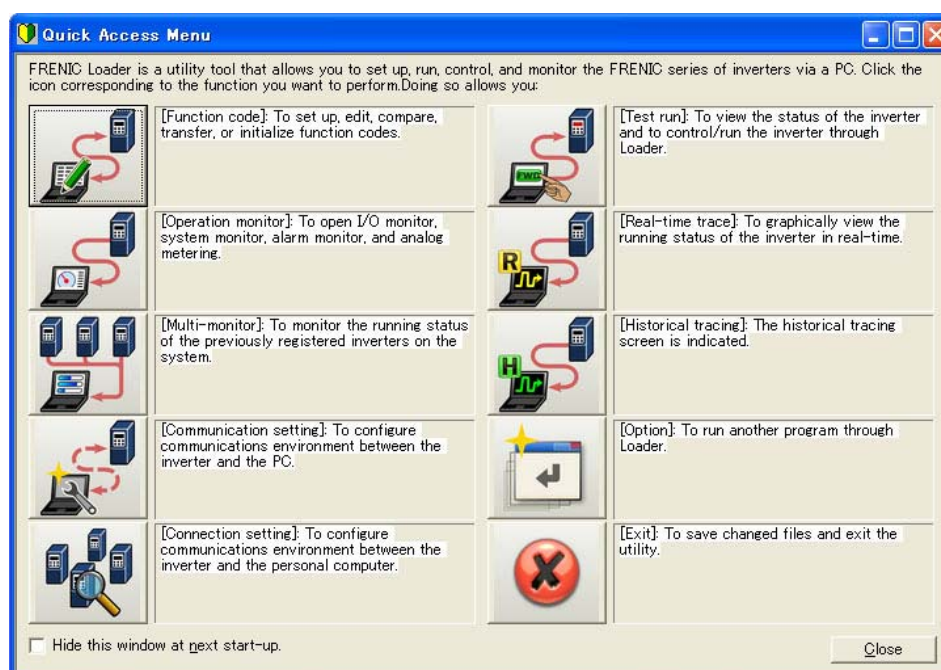 Quick Access Menu
FRENIC Loader is a utility tool that allows you to set up, run, control, and monitor the FRENIC series of inverters via a PC. Click the
icon corresponding to the function you want to perform.Doing so allows you:
[Function code]: To set up, edit, compare,
transfer, or initialize function codes.
[Test run]: To view the status of the inverter
and to control/run the inverter through
Loader.
FWD
[Operation monitor]: To open I/O monitor,
system monitor, alarm monitor, and analog
metering.
[Real-time trace]: To graphically view the
running status of the inverter in real-time.
R
[Multi-monitor]: To monitor the running status
of the previously registered inverters on the
system.
[Historical tracing]: The historical tracing
screen is indicated.
H
[Communication setting]: To configure
communications environment between the
inverter and the PC.
[Option]: To run another program through
Loader.
[Connection setting]: To configure
communications environment between the
inverter and the personal computer.
[Exit]: To save changed files and exit the
utility.
Hide this window at next start-up.
Close